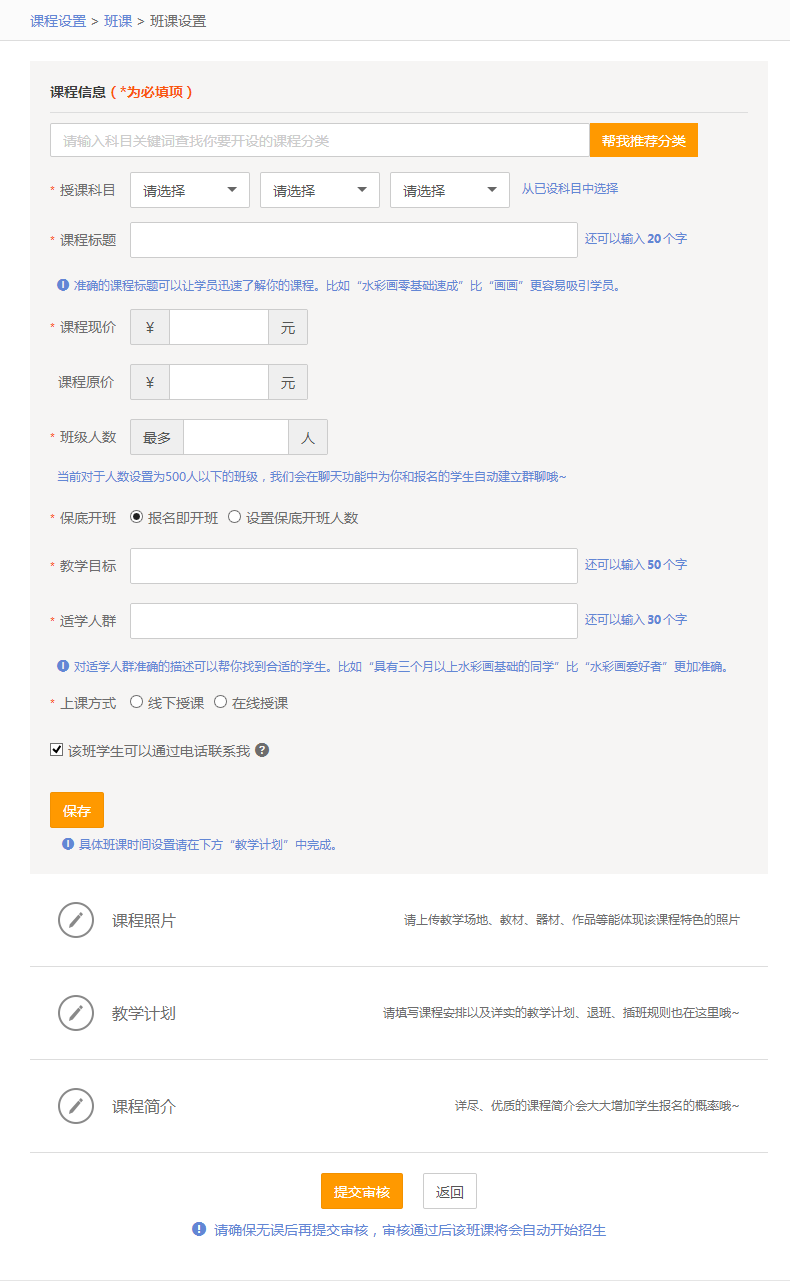 课程设置 > 班课 > 班课设置
课程信息（*为必填项）
请输入科目关键词查找你要开设的课程分类 帮我推荐分类
* 授课科目 请选择 请选择 请选择 从已设科目中选择
* 课程标题 还可以输入 20 个字
准确的课程标题可以让学员迅速了解你的课程。比如“水彩画零基础速成”比“画画”更容易吸引学员。
* 课程现价 ¥ 元
课程原价 ¥ 元
* 班级人数 最多 人
当前对于人数设置为500人以下的班级，我们会在聊天功能中为你和报名的学生自动建立群聊哦~
* 保底开班 报名即开班 设置保底开班人数
* 教学目标 还可以输入 50 个字
* 适学人群 还可以输入 30 个字
对适学人群准确的描述可以帮你找到合适的学生。比如“具有三个月以上水彩画基础的同学”比“水彩画爱好者”更加准确。
* 上课方式 线下授课 在线授课
该班学生可以通过电话联系我 ?
保存
具体班课时间设置请在下方“教学计划”中完成。
课程照片 请上传教学场地、教材、器材、作品等能体现该课程特色的照片
教学计划 请填写课程安排以及详实的教学计划、退班、插班规则也在这里哦~
课程简介 详尽、优质的课程简介会大大增加学生报名的概率哦~
提交审核 返回
请确保无误后再提交审核，审核通过后该班课将会自动开始招生